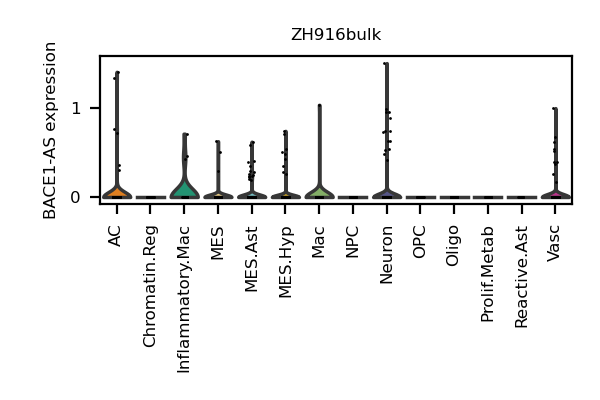 ZH916bulk
BACE1-AS expression
1
0
AC
Chromatin.Reg
Inflammatory.Mac
MES
MES.Ast
MES.Hyp
Mac
NPC
Neuron
OPC
Oligo
Prolif.Metab
Reactive.Ast
Vasc